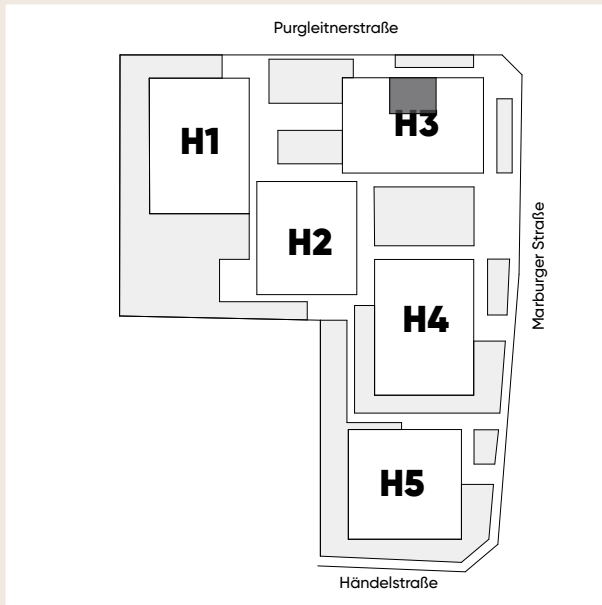 Purgleitnerstraße
H1
H3
H2
Marburger Straße
H4
H5
Händelstraße